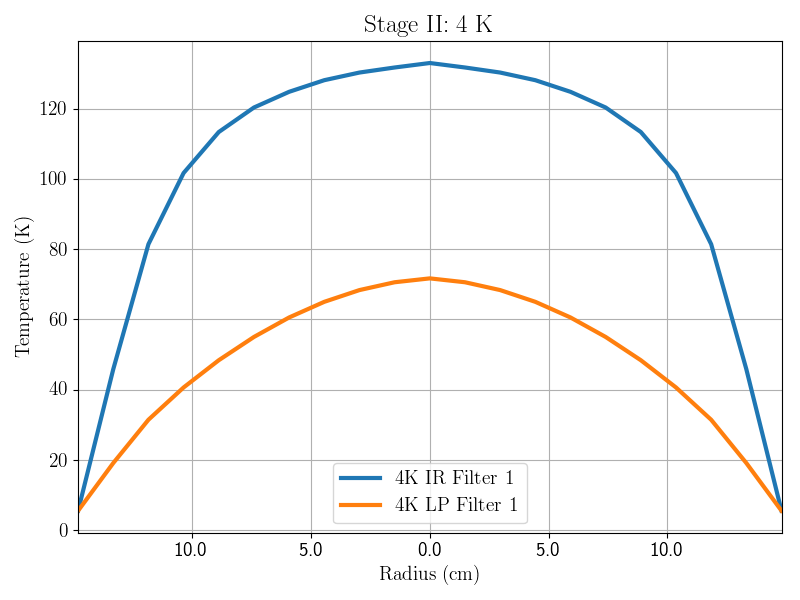 Stage II: 4 K
Temperature (K)
120
100
80
60
40
20
0
4K IR Filter 1
4K LP Filter 1
10.0 5.0 0.0 5.0 10.0
Radius (cm)